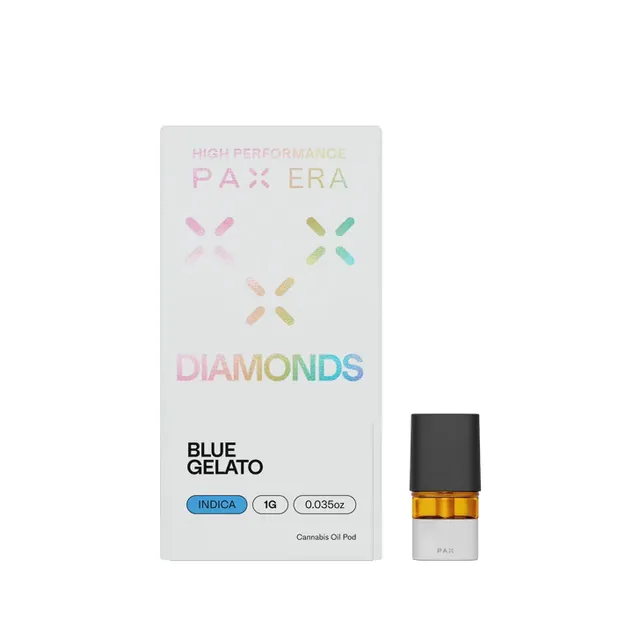 HIGH PERFORMANCE
PAX ERA
DIAMONDS
BLUE
GELATO
INDICA 1G 0.035oz
Cannabis Oil Pod
PAX